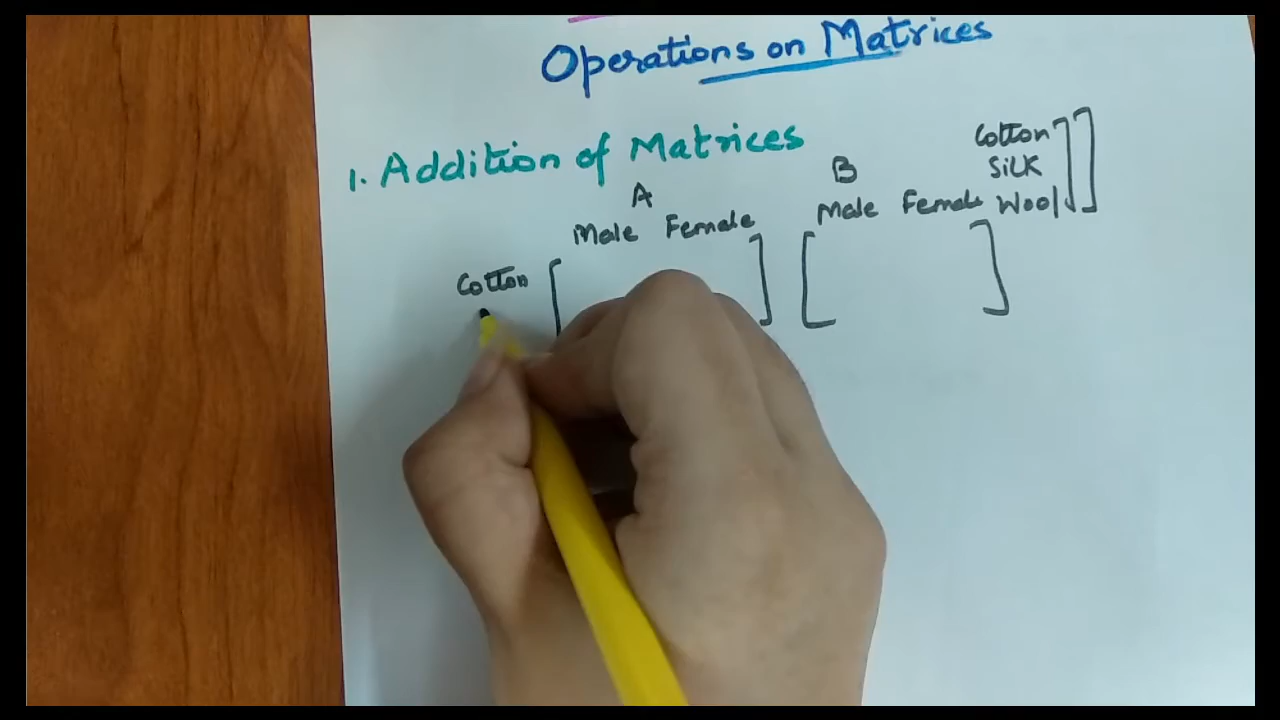 Operations on Matrices
1. Addition of Matrices
Cotton
SiLK
Wool
A
B
Male Female
Male Female
Cotton